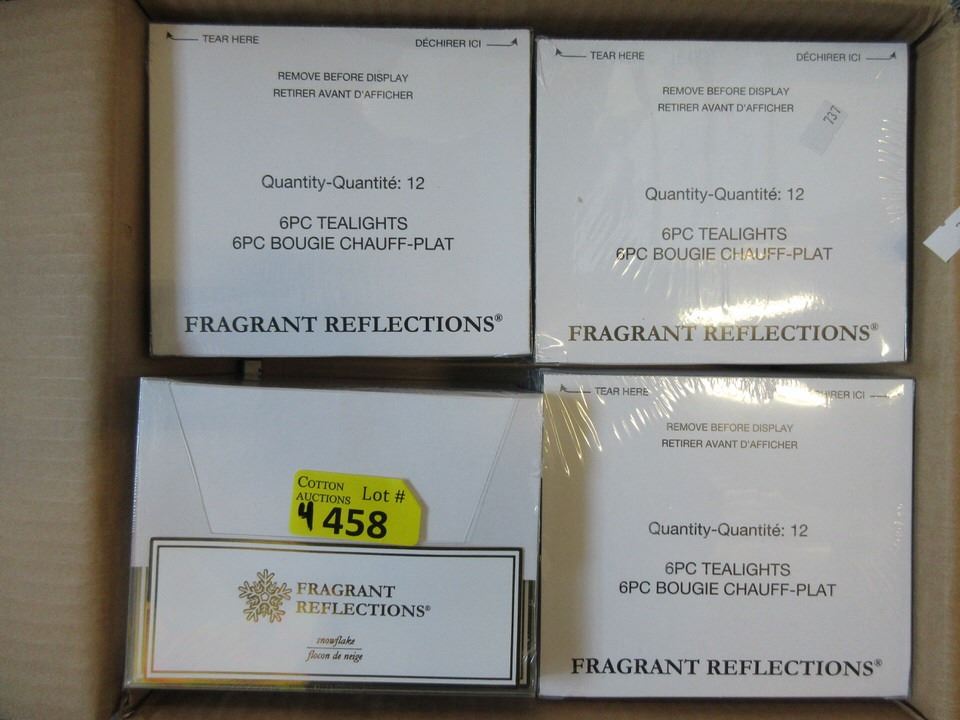 TEAR HERE
DÉCHIRER ICI
REMOVE BEFORE DISPLAY
RETIRER AVANT D'AFFICHER
Quantity-Quantité: 12
6PC TEALIGHTS
6PC BOUGIE CHAUFF-PLAT
FRAGRANT REFLECTIONS®
TEAR HERE
DÉCHIRER ICI
REMOVE BEFORE DISPLAY
RETIRER AVANT D'AFFICHER
737
Quantity-Quantité: 12
6PC TEALIGHTS
6PC BOUGIE CHAUFF-PLAT
FRAGRANT REFLECTIONS®
COTTON
AUCTIONS Lot #
4 458
FRAGRANT
REFLECTIONS®
snowflake
flocon de neige
TEAR HERE
DÉCHIRER ICI
REMOVE BEFORE DISPLAY
RETIRER AVANT D'AFFICHER
Quantity-Quantité: 12
6PC TEALIGHTS
6PC BOUGIE CHAUFF-PLAT
FRAGRANT REFLECTIONS®